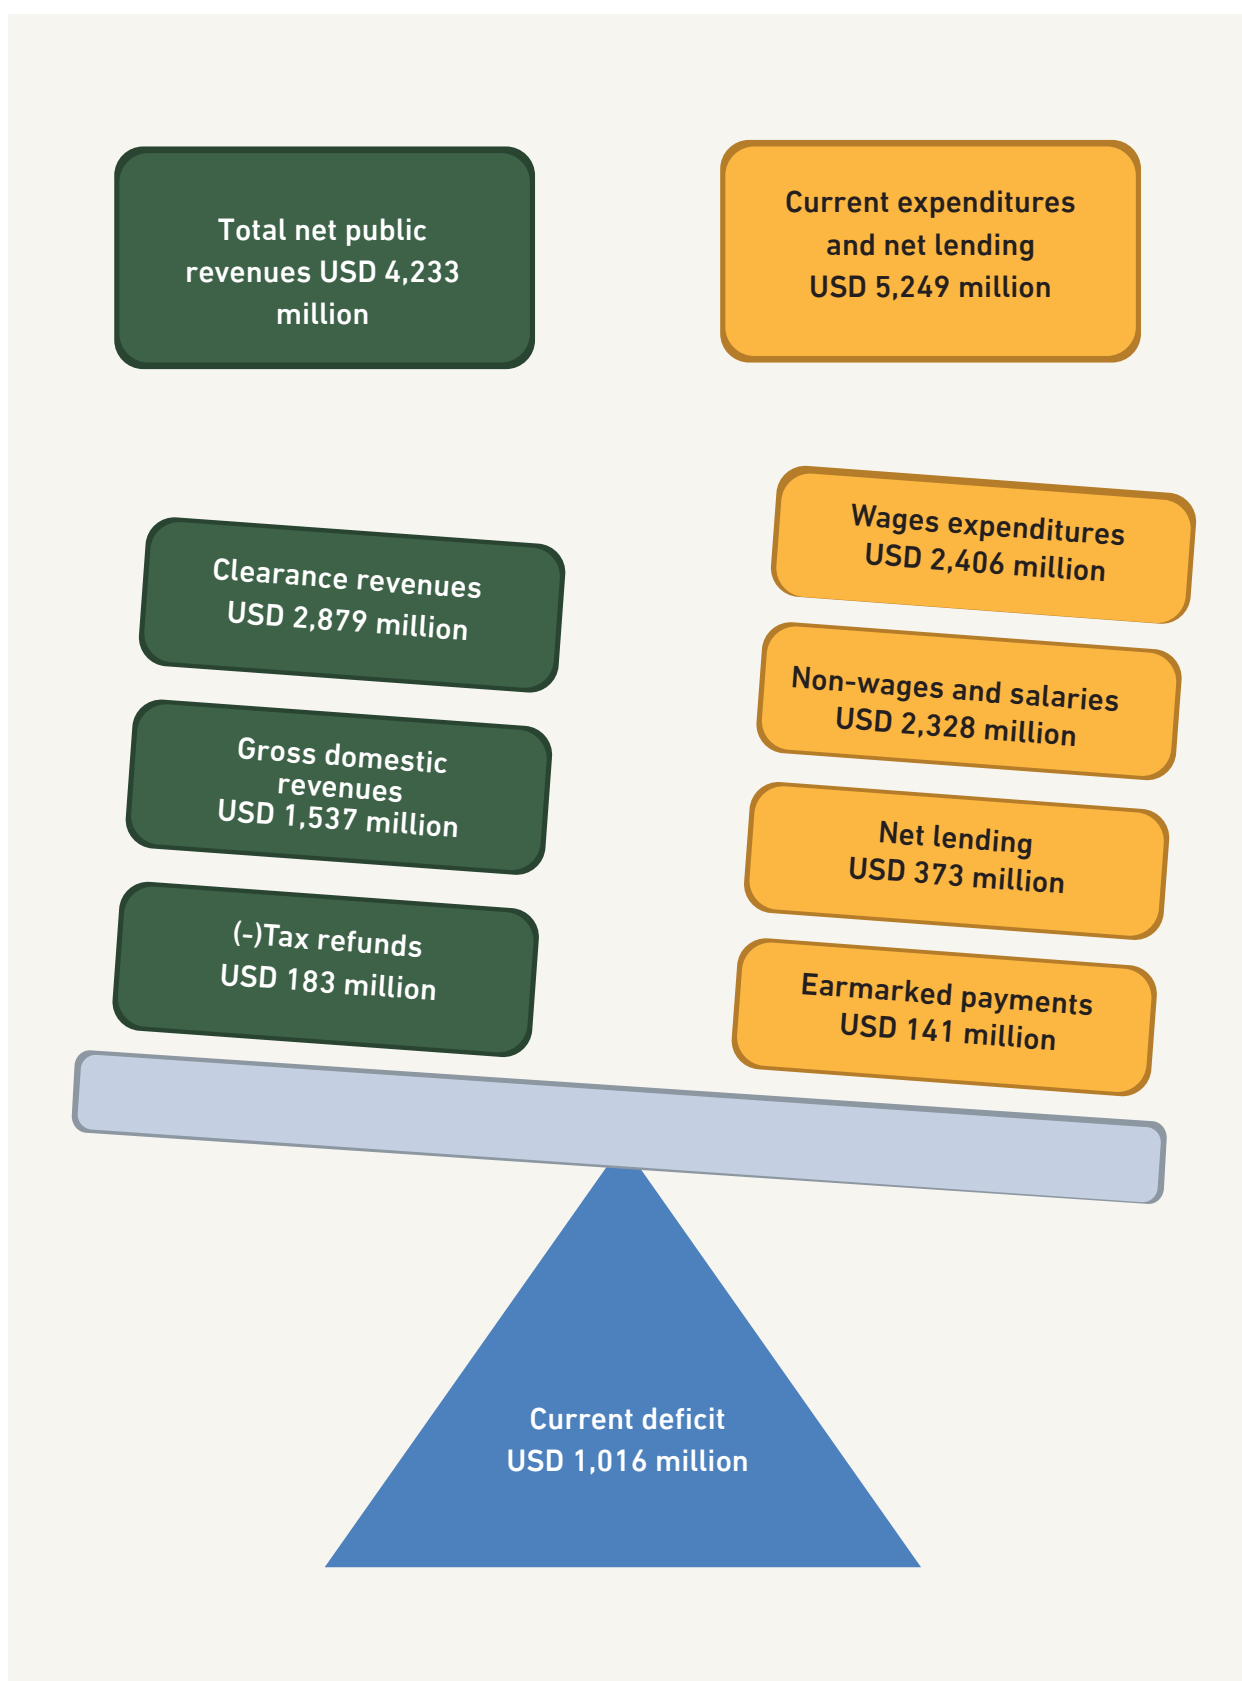 Total net public
revenues USD 4,233
million
Current expenditures
and net lending
USD 5,249 million
Clearance revenues
USD 2,879 million
Gross domestic
revenues
USD 1,537 million
(-)Tax refunds
USD 183 million
Wages expenditures
USD 2,406 million
Non-wages and salaries
USD 2,328 million
Net lending
USD 373 million
Earmarked payments
USD 141 million
Current deficit
USD 1,016 million